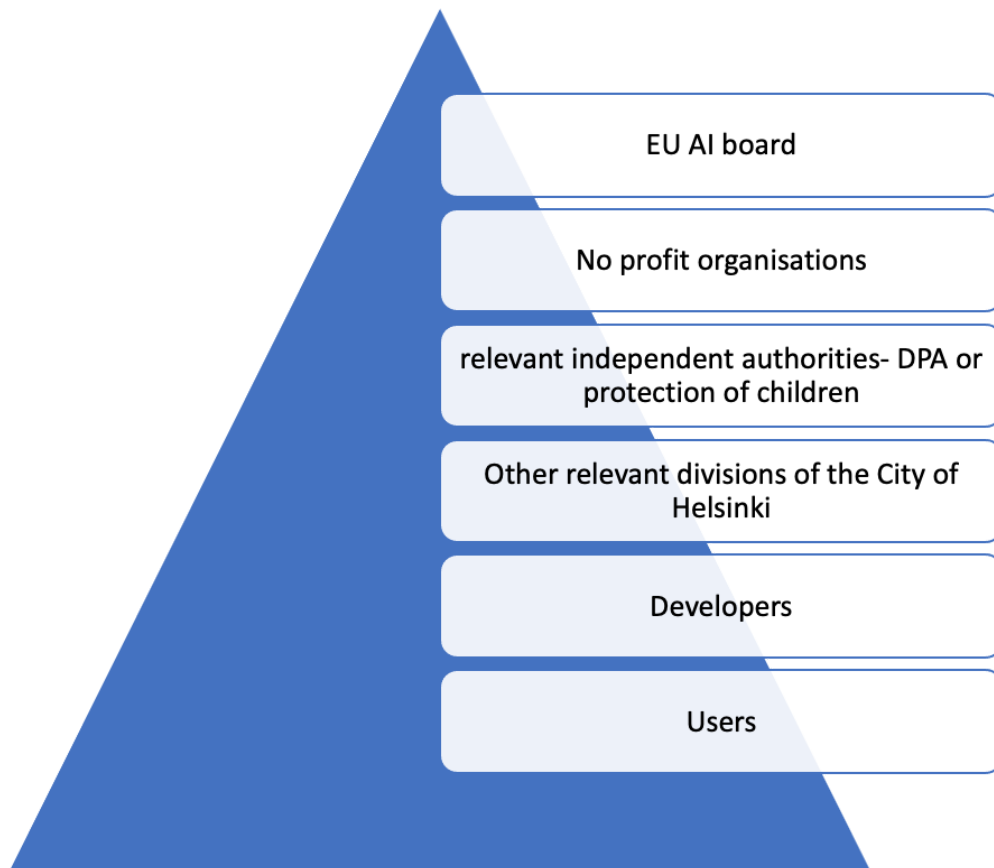 EU AI board
No profit organisations
relevant independent authorities- DPA or
protection of children
Other relevant divisions of the City of
Helsinki
Developers
Users